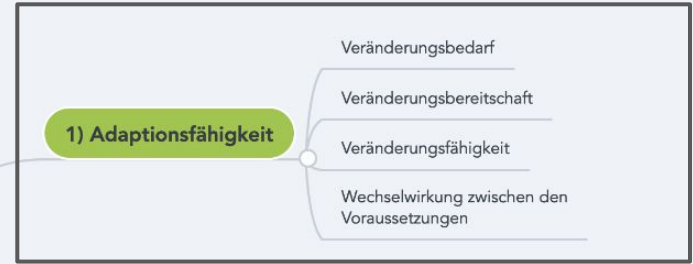 Veränderungsbedarf
Veränderungsbereitschaft
1) Adaptionsfähigkeit
Veränderungsfähigkeit
Wechselwirkung zwischen den
Voraussetzungen